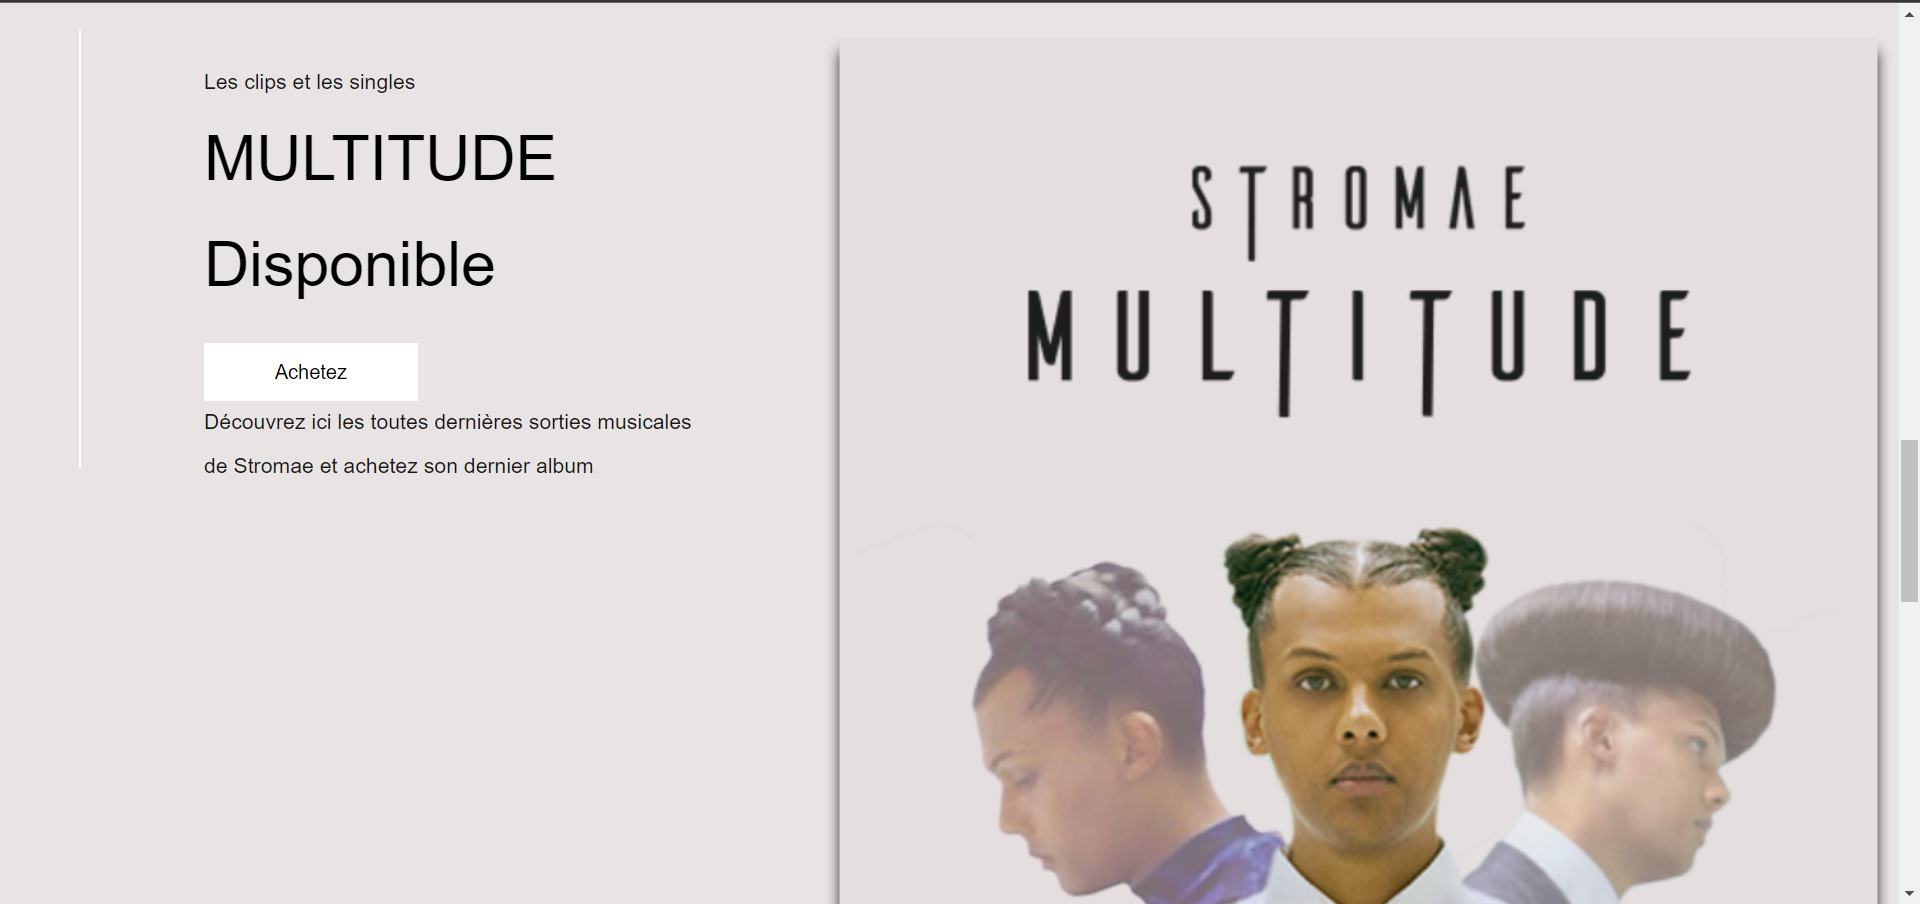 Les clips et les singles
MULTITUDE
Disponible
Achetez
Découvrez ici les toutes dernières sorties musicales
de Stromae et achetez son dernier album
STROMAE
MULTITUDE